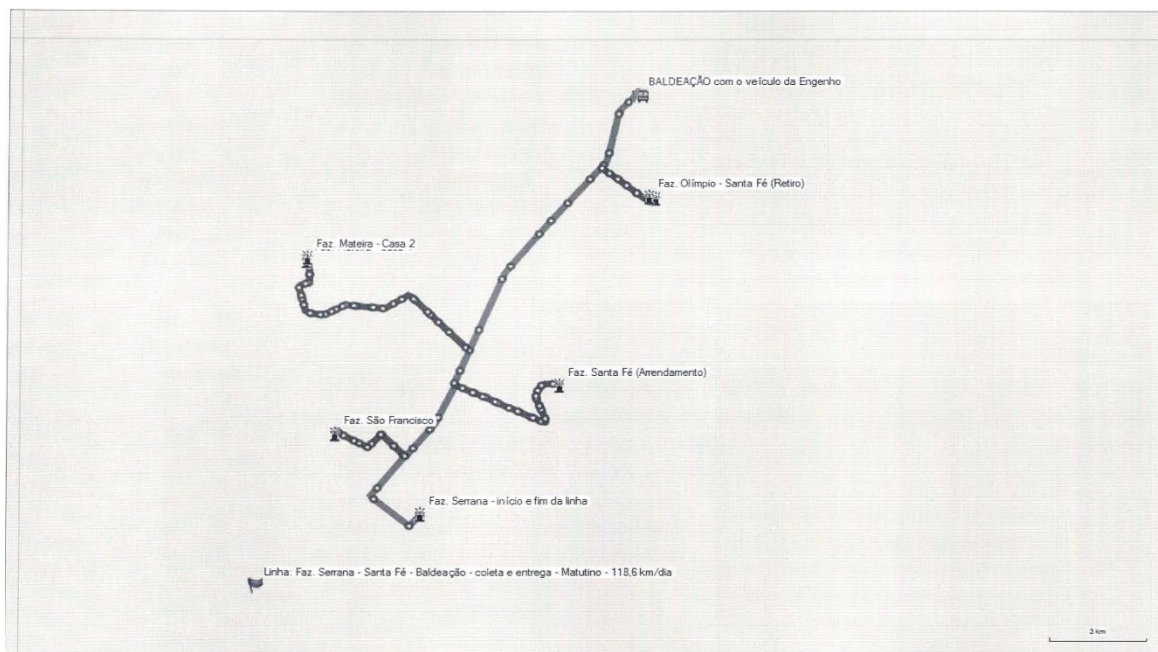 BALDEAÇÃO com o veículo da Engenho
Faz. Olímpio - Santa Fé (Retiro)
Faz. Mateira - Casa 2
Faz. Santa Fé (Arrendamento)
Faz. São Francisco
Faz. Serrana - início e fim da linha
Linha: Faz. Serrana - Santa Fé - Baldeação - coleta e entrega - Matutino - 118,6 km/dia
3 km